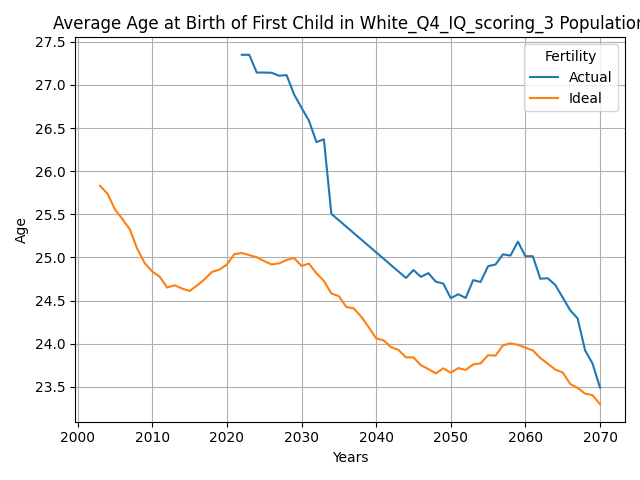 Average Age at Birth of First Child in White_Q4_IQ_scoring_3 Population
27.5
27.0
26.5
26.0
25.5
25.0
24.5
24.0
23.5
Age
Fertility
Actual
Ideal
2000 2010 2020 2030 2040 2050 2060 2070
Years